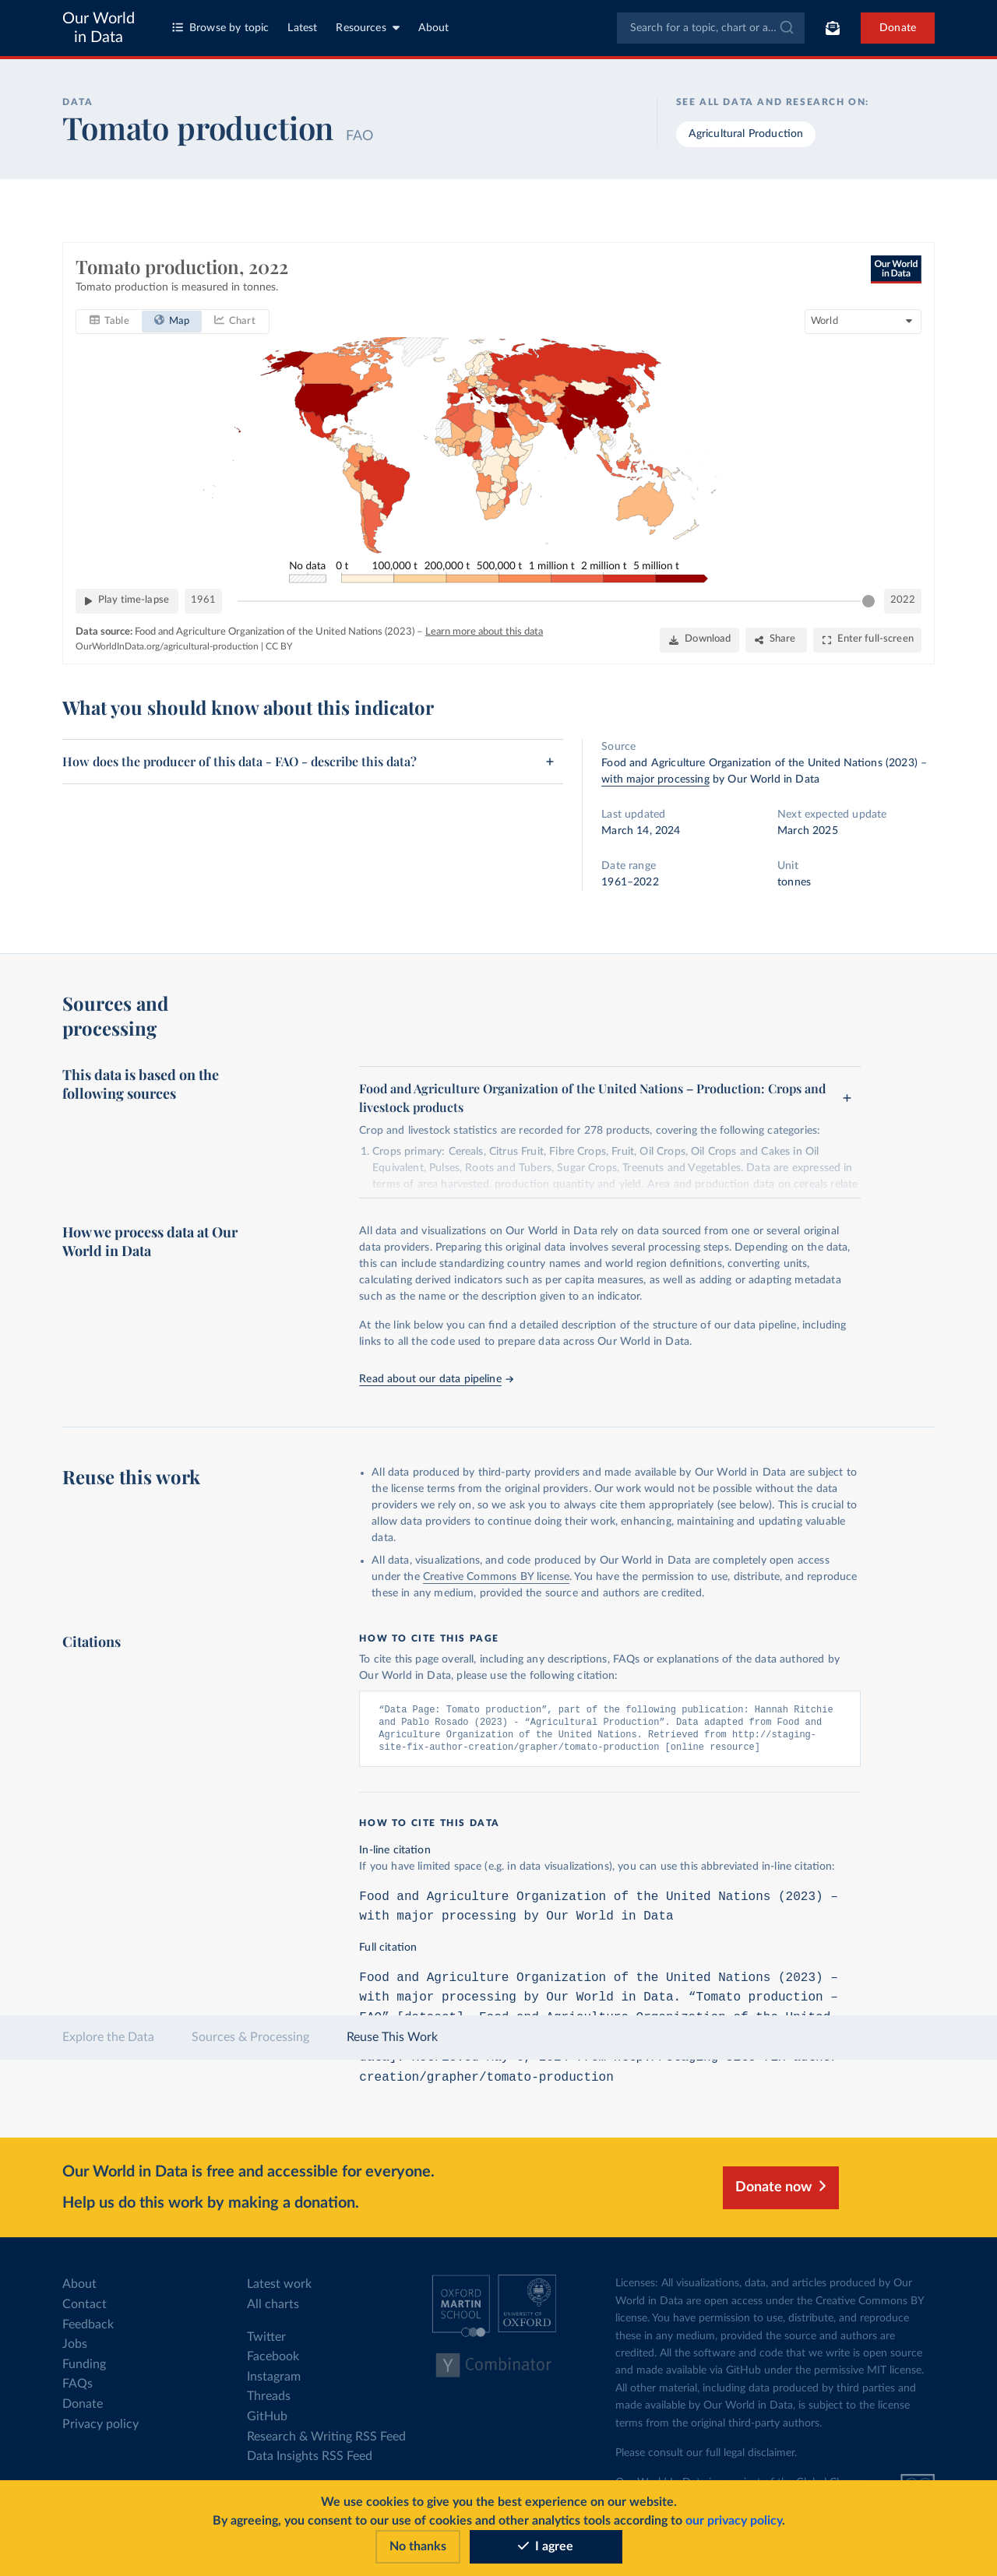 Our World
in Data
Browse by topic
Latest
Resources
About
Search for a topic, chart or a...
Donate
DATA
Tomato production FAO
SEE ALL DATA AND RESEARCH ON:
Agricultural Production
Tomato production, 2022
Tomato production is measured in tonnes.
Our World
in Data
Table
Map
Chart
World
No data 0 t 100,000 t 200,000 t 500,000 t 1 million t 2 million t 5 million t
Play time-lapse
1961
2022
Data source: Food and Agriculture Organization of the United Nations (2023) – Learn more about this data
OurWorldInData.org/agricultural-production | CC BY
Download
Share
Enter full-screen
What you should know about this indicator
How does the producer of this data - FAO - describe this data?
Source
Food and Agriculture Organization of the United Nations (2023) –
with major processing by Our World in Data
Last updated
March 14, 2024
Next expected update
March 2025
Date range
1961–2022
Unit
tonnes
Sources and
processing
This data is based on the
following sources
Food and Agriculture Organization of the United Nations – Production: Crops and
livestock products
Crop and livestock statistics are recorded for 278 products, covering the following categories:
1. Crops primary: Cereals, Citrus Fruit, Fibre Crops, Fruit, Oil Crops, Oil Crops and Cakes in Oil
Equivalent, Pulses, Roots and Tubers, Sugar Crops, Treenuts and Vegetables. Data are expressed in
terms of area harvested, production quantity and yield. Area and production data on cereals relate
How we process data at Our
World in Data
All data and visualizations on Our World in Data rely on data sourced from one or several original
data providers. Preparing this original data involves several processing steps. Depending on the data,
this can include standardizing country names and world region definitions, converting units,
calculating derived indicators such as per capita measures, as well as adding or adapting metadata
such as the name or the description given to an indicator.
At the link below you can find a detailed description of the structure of our data pipeline, including
links to all the code used to prepare data across Our World in Data.
Read about our data pipeline
Reuse this work
All data produced by third-party providers and made available by Our World in Data are subject to
the license terms from the original providers. Our work would not be possible without the data
providers we rely on, so we ask you to always cite them appropriately (see below). This is crucial to
allow data providers to continue doing their work, enhancing, maintaining and updating valuable
data.
All data, visualizations, and code produced by Our World in Data are completely open access
under the Creative Commons BY license. You have the permission to use, distribute, and reproduce
these in any medium, provided the source and authors are credited.
Citations
HOW TO CITE THIS PAGE
To cite this page overall, including any descriptions, FAQs or explanations of the data authored by
Our World in Data, please use the following citation:
“Data Page: Tomato production”, part of the following publication: Hannah Ritchie
and Pablo Rosado (2023) - “Agricultural Production”. Data adapted from Food and
Agriculture Organization of the United Nations. Retrieved from http://staging-
site-fix-author-creation/grapher/tomato-production [online resource]
HOW TO CITE THIS DATA
In-line citation
If you have limited space (e.g. in data visualizations), you can use this abbreviated in-line citation:
Food and Agriculture Organization of the United Nations (2023) –
with major processing by Our World in Data
Full citation
Food and Agriculture Organization of the United Nations (2023) –
with major processing by Our World in Data. “Tomato production –
Explore the Data
Sources & Processing
Reuse This Work
creation/grapher/tomato-production
Our World in Data is free and accessible for everyone.
Help us do this work by making a donation.
Donate now
About
Contact
Feedback
Jobs
Funding
FAQs
Donate
Privacy policy
Latest work
All charts
Twitter
Facebook
Instagram
Threads
GitHub
Research & Writing RSS Feed
Data Insights RSS Feed
OXFORD
MARTIN
SCHOOL
UNIVERSITY OF
OXFORD
Y Combinator
Licenses: All visualizations, data, and articles produced by Our
World in Data are open access under the Creative Commons BY
license. You have permission to use, distribute, and reproduce
these in any medium, provided the source and authors are
credited. All the software and code that we write is open source
and made available via GitHub under the permissive MIT license.
All other material, including data produced by third parties and
made available by Our World in Data, is subject to the license
terms from the original third-party authors.
Please consult our full legal disclaimer.
We use cookies to give you the best experience on our website.
By agreeing, you consent to our use of cookies and other analytics tools according to our privacy policy.
No thanks
I agree